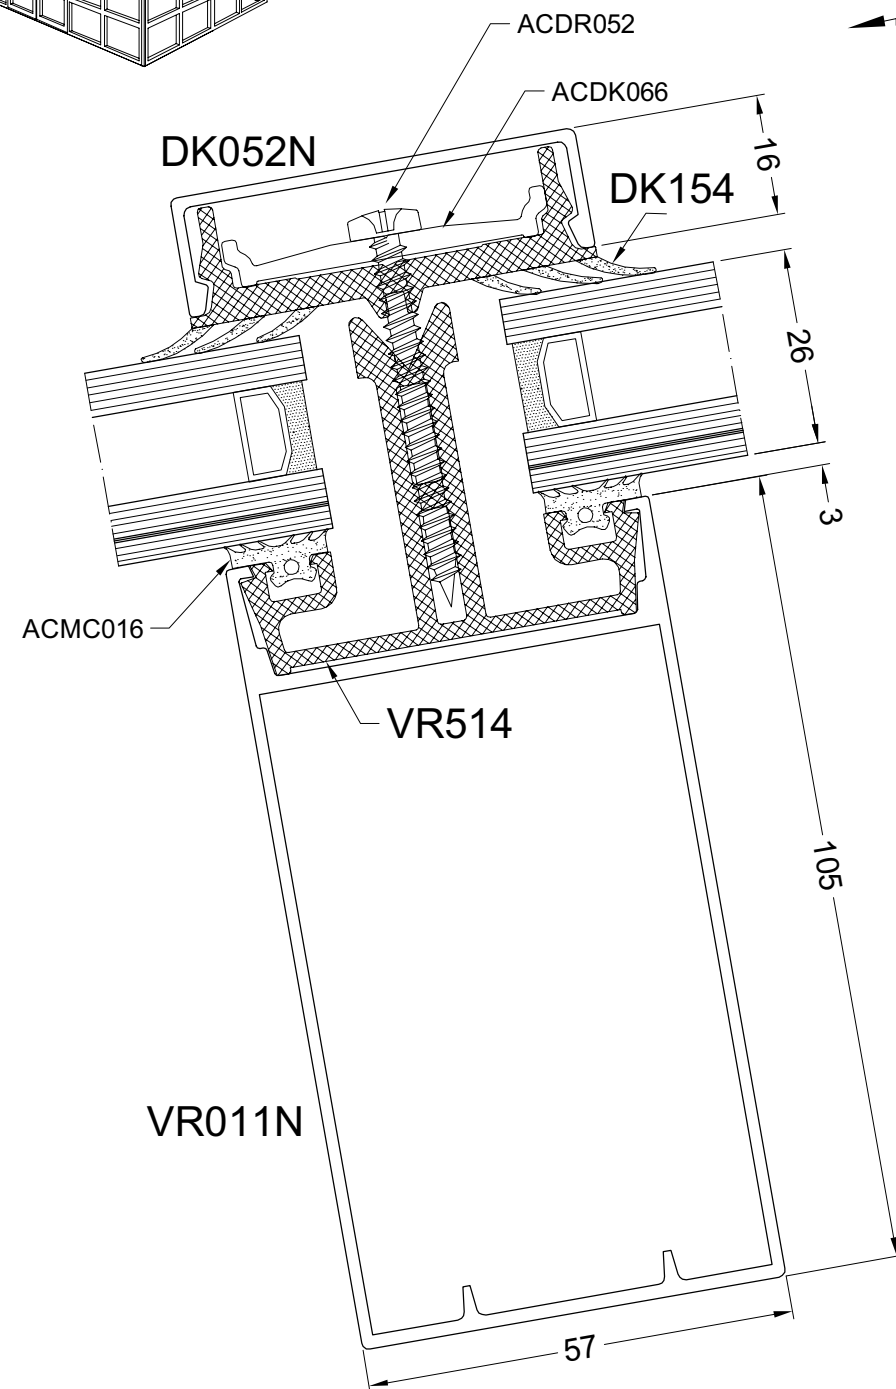 ACDR052
ACDK066
DK052N
16
DK154
26
3
ACMC016
VR514
105
VR011N
57